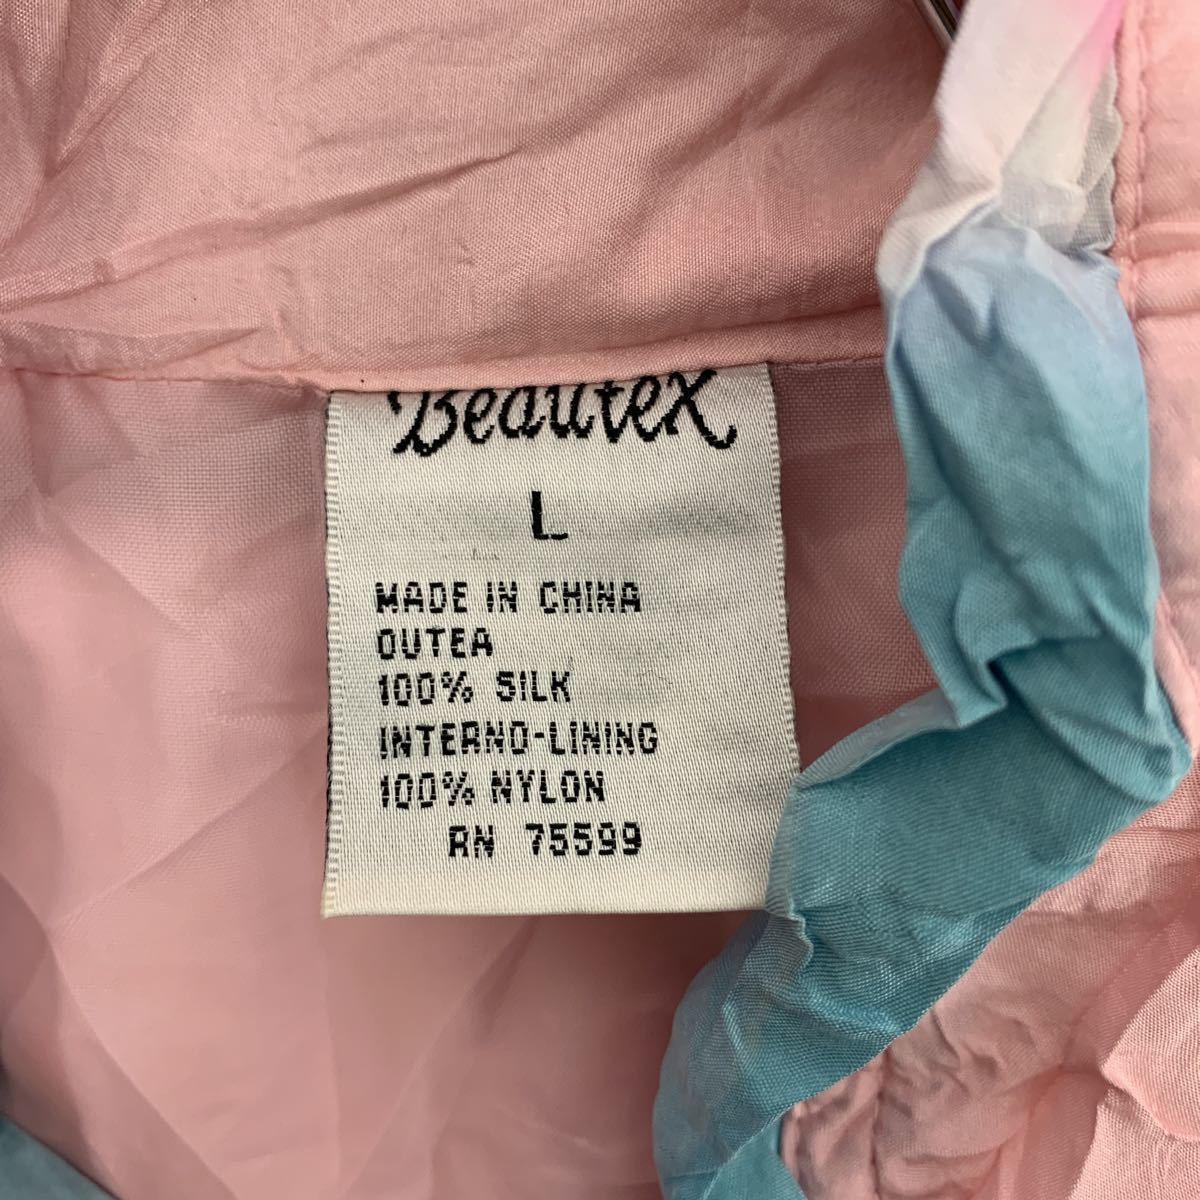 Beautex
L
MADE IN CHINA
OUTEA
100% SILK
INTERNO-LINING
100% NYLON
RN 75599